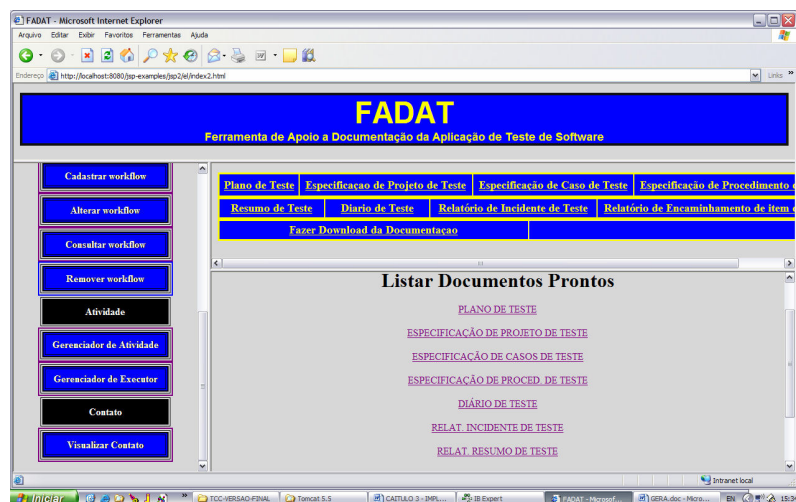 FADAT - Microsoft Internet Explorer
Arquivo Editar Exibir Favoritos Ferramentas Ajuda
Endereço http://localhost:8080/jsp-examples/jsp2/el/index2.html Links »
FADAT
Ferramenta de Apoio a Documentação da Aplicação de Teste de Software
Cadastrar workflow
Alterar workflow
Consultar workflow
Remover workflow
Atividade
Gerenciador de Atividade
Gerenciador de Executor
Contato
Visualizar Contato
Plano de Teste Especificaçao de Projeto de Teste Especificação de Caso de Teste Especificação de Procedimento
Resumo de Teste Diario de Teste Relatório de Incidente de Teste Relatório de Encaminhamento de item
Fazer Download da Documentaçao
Listar Documentos Prontos
PLANO DE TESTE
ESPECIFICAÇÃO DE PROJETO DE TESTE
ESPECIFICAÇÃO DE CASOS DE TESTE
ESPECIFICAÇÃO DE PROCED. DE TESTE
DIÁRIO DE TESTE
RELAT. INCIDENTE DE TESTE
RELAT. RESUMO DE TESTE
Intranet local
Iniciar » TCC-VERSAO-FINAL Tomcat 5.5 CAITULO 3 - IMPL... IB Expert FADAT - Microsof... GERA.doc - Micro... EN